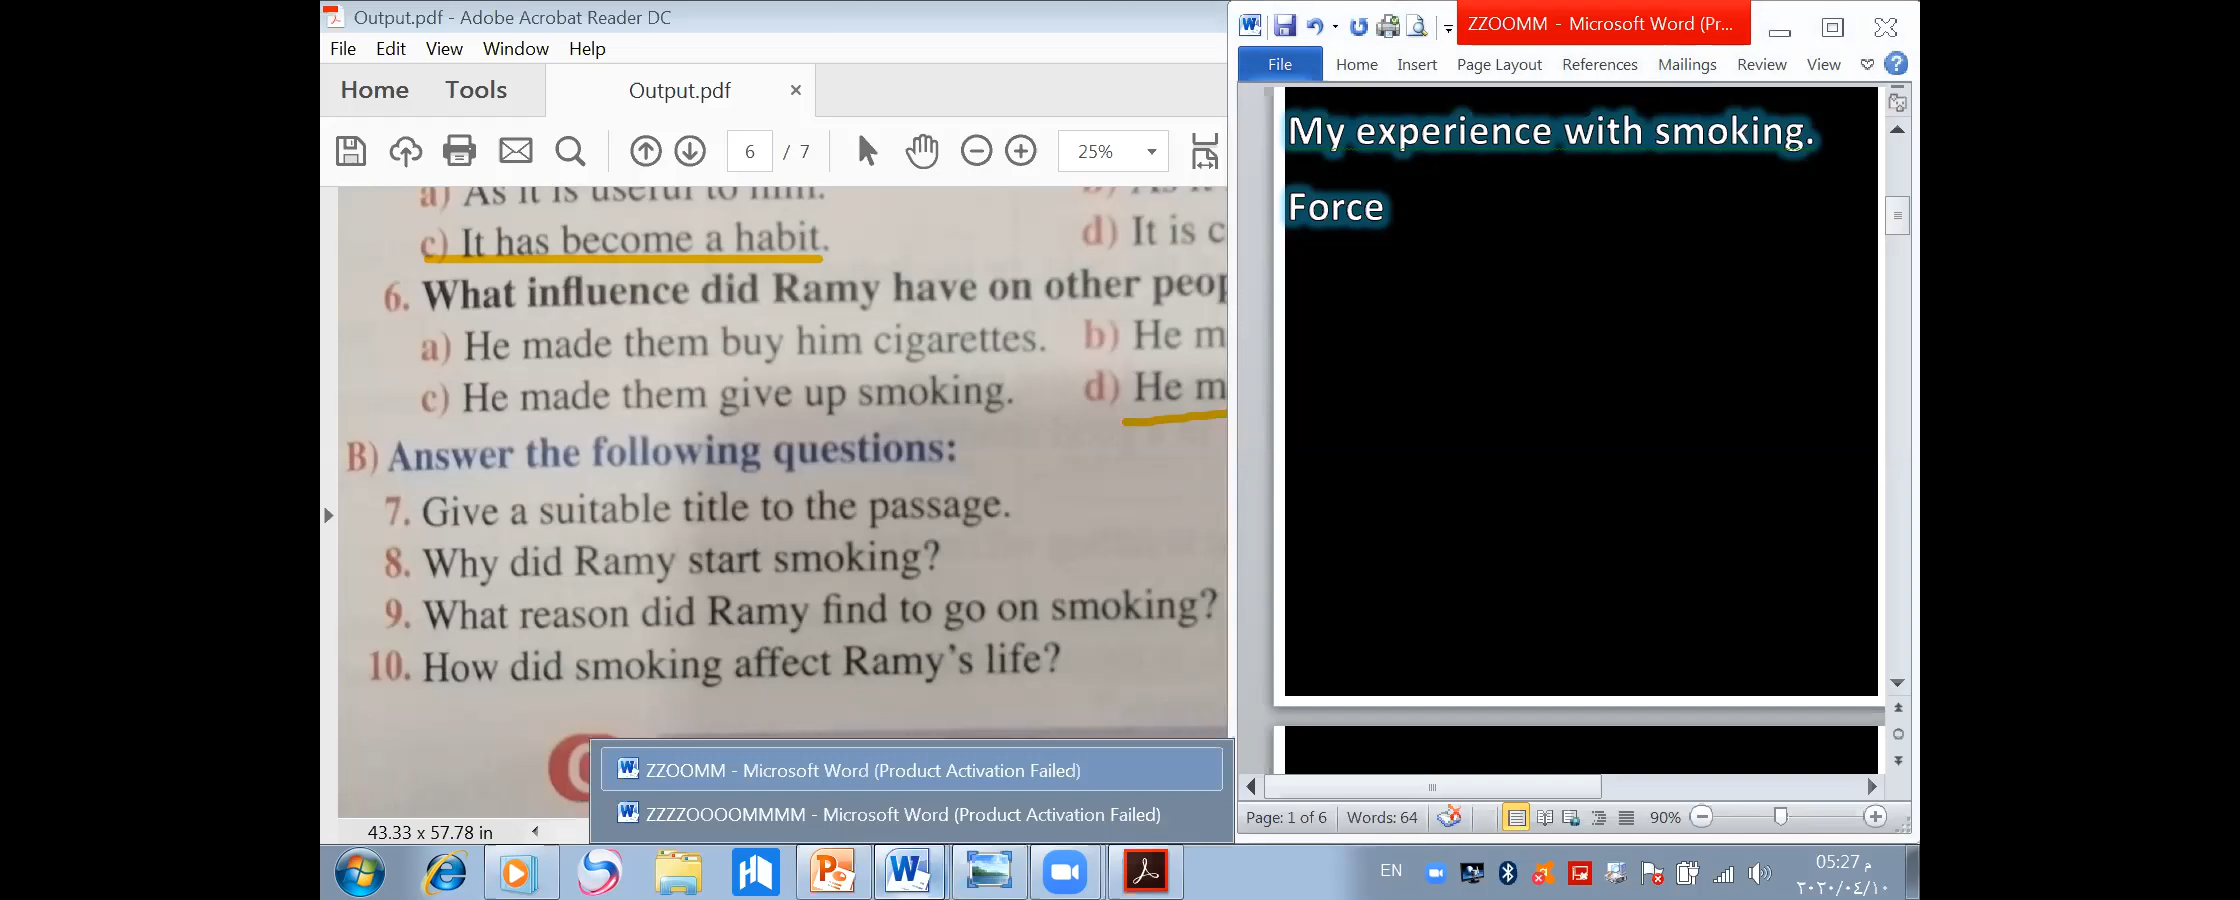 Output.pdf - Adobe Acrobat Reader DC
File Edit View Window Help
Home Tools Output.pdf ×
6 / 7 25%
a) As it is useful to him.
c) It has become a habit. d) It is
6. What influence did Ramy have on other
a) He made them buy him cigarettes. b) He
c) He made them give up smoking. d) He
B) Answer the following questions:
7. Give a suitable title to the passage.
8. Why did Ramy start smoking?
9. What reason did Ramy find to go on smoking?
10. How did smoking affect Ramy's life?
43.33 x 57.78 in
ZZOOMM - Microsoft Word (Product Activation Failed)
ZZZZOOOOMMMM - Microsoft Word (Product Activation Failed)
ZZOOMM - Microsoft Word (Pr...
File Home Insert Page Layout References Mailings Review View
My experience with smoking.
Force
Page: 1 of 6 Words: 64 90%
EN
05:27 م
٢٠٢٠/٠٤/١٠